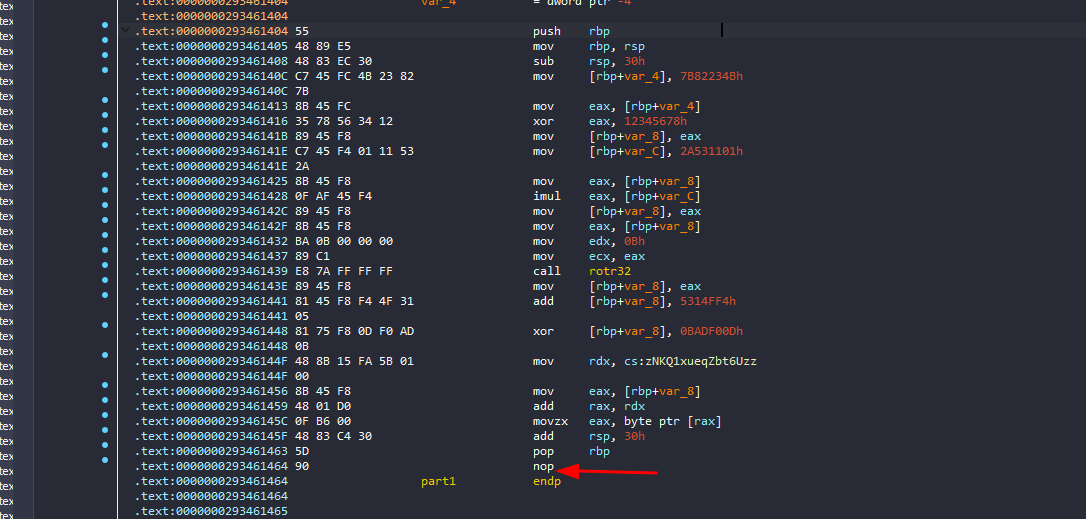 .text:0000000293461404 var_4 = dword ptr -4
.text:0000000293461404
.text:0000000293461404 55 push rbp
.text:0000000293461405 48 89 E5 mov rbp, rsp
.text:0000000293461408 48 83 EC 30 sub rsp, 30h
.text:000000029346140C C7 45 FC 4B 23 82 mov [rbp+var_4], 7B82234Bh
.text:000000029346140C 7B
.text:0000000293461413 8B 45 FC mov eax, [rbp+var_4]
.text:0000000293461416 35 78 56 34 12 xor eax, 12345678h
.text:000000029346141B 89 45 F8 mov [rbp+var_8], eax
.text:000000029346141E C7 45 F4 01 11 53 mov [rbp+var_C], 2A531101h
.text:000000029346141E 2A
.text:0000000293461425 8B 45 F8 mov eax, [rbp+var_8]
.text:0000000293461428 0F AF 45 F4 imul eax, [rbp+var_C]
.text:000000029346142C 89 45 F8 mov [rbp+var_8], eax
.text:000000029346142F 8B 45 F8 mov eax, [rbp+var_8]
.text:0000000293461432 BA 0B 00 00 00 mov edx, 0Bh
.text:0000000293461437 89 C1 mov ecx, eax
.text:0000000293461439 E8 7A FF FF FF call rotr32
.text:000000029346143E 89 45 F8 mov [rbp+var_8], eax
.text:0000000293461441 81 45 F8 F4 4F 31 add [rbp+var_8], 5314FF4h
.text:0000000293461441 05
.text:0000000293461448 81 75 F8 0D F0 AD xor [rbp+var_8], 0BADF00Dh
.text:0000000293461448 0B
.text:000000029346144F 48 8B 15 FA 5B 01 mov rdx, cs:zNKQ1xueqZbt6Uzz
.text:000000029346144F 00
.text:0000000293461456 8B 45 F8 mov eax, [rbp+var_8]
.text:0000000293461459 48 01 D0 add rax, rdx
.text:000000029346145C 0F B6 00 movzx eax, byte ptr [rax]
.text:000000029346145F 48 83 C4 30 add rsp, 30h
.text:0000000293461463 5D pop rbp
.text:0000000293461464 90 nop
.text:0000000293461464 part1 endp
.text:0000000293461464
.text:0000000293461465